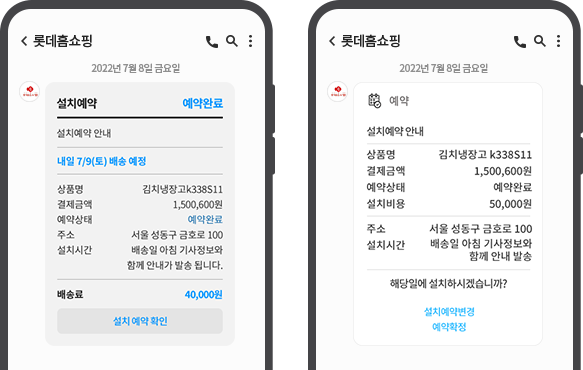 롯데홈쇼핑
2022년 7월 8일 금요일
설치예약 예약완료
설치예약 안내
내일 7/9(토) 배송 예정
상품명 김치냉장고k338S11
결제금액 1,500,600원
예약상태 예약완료
주소 서울 성동구 금호로 100
설치시간 배송일 아침 기사정보와
함께 안내가 발송 됩니다.
배송료 40,000원
설치 예약 확인
롯데홈쇼핑
2022년 7월 8일 금요일
예약
설치예약 안내
상품명 김치냉장고 k338S11
결제금액 1,500,600원
예약상태 예약완료
설치비용 50,000원
주소 서울 성동구 금호로 100
설치시간 배송일 아침 기사정보와
함께 안내 발송
해당일에 설치하시겠습니까?
설치예약변경
예약확정